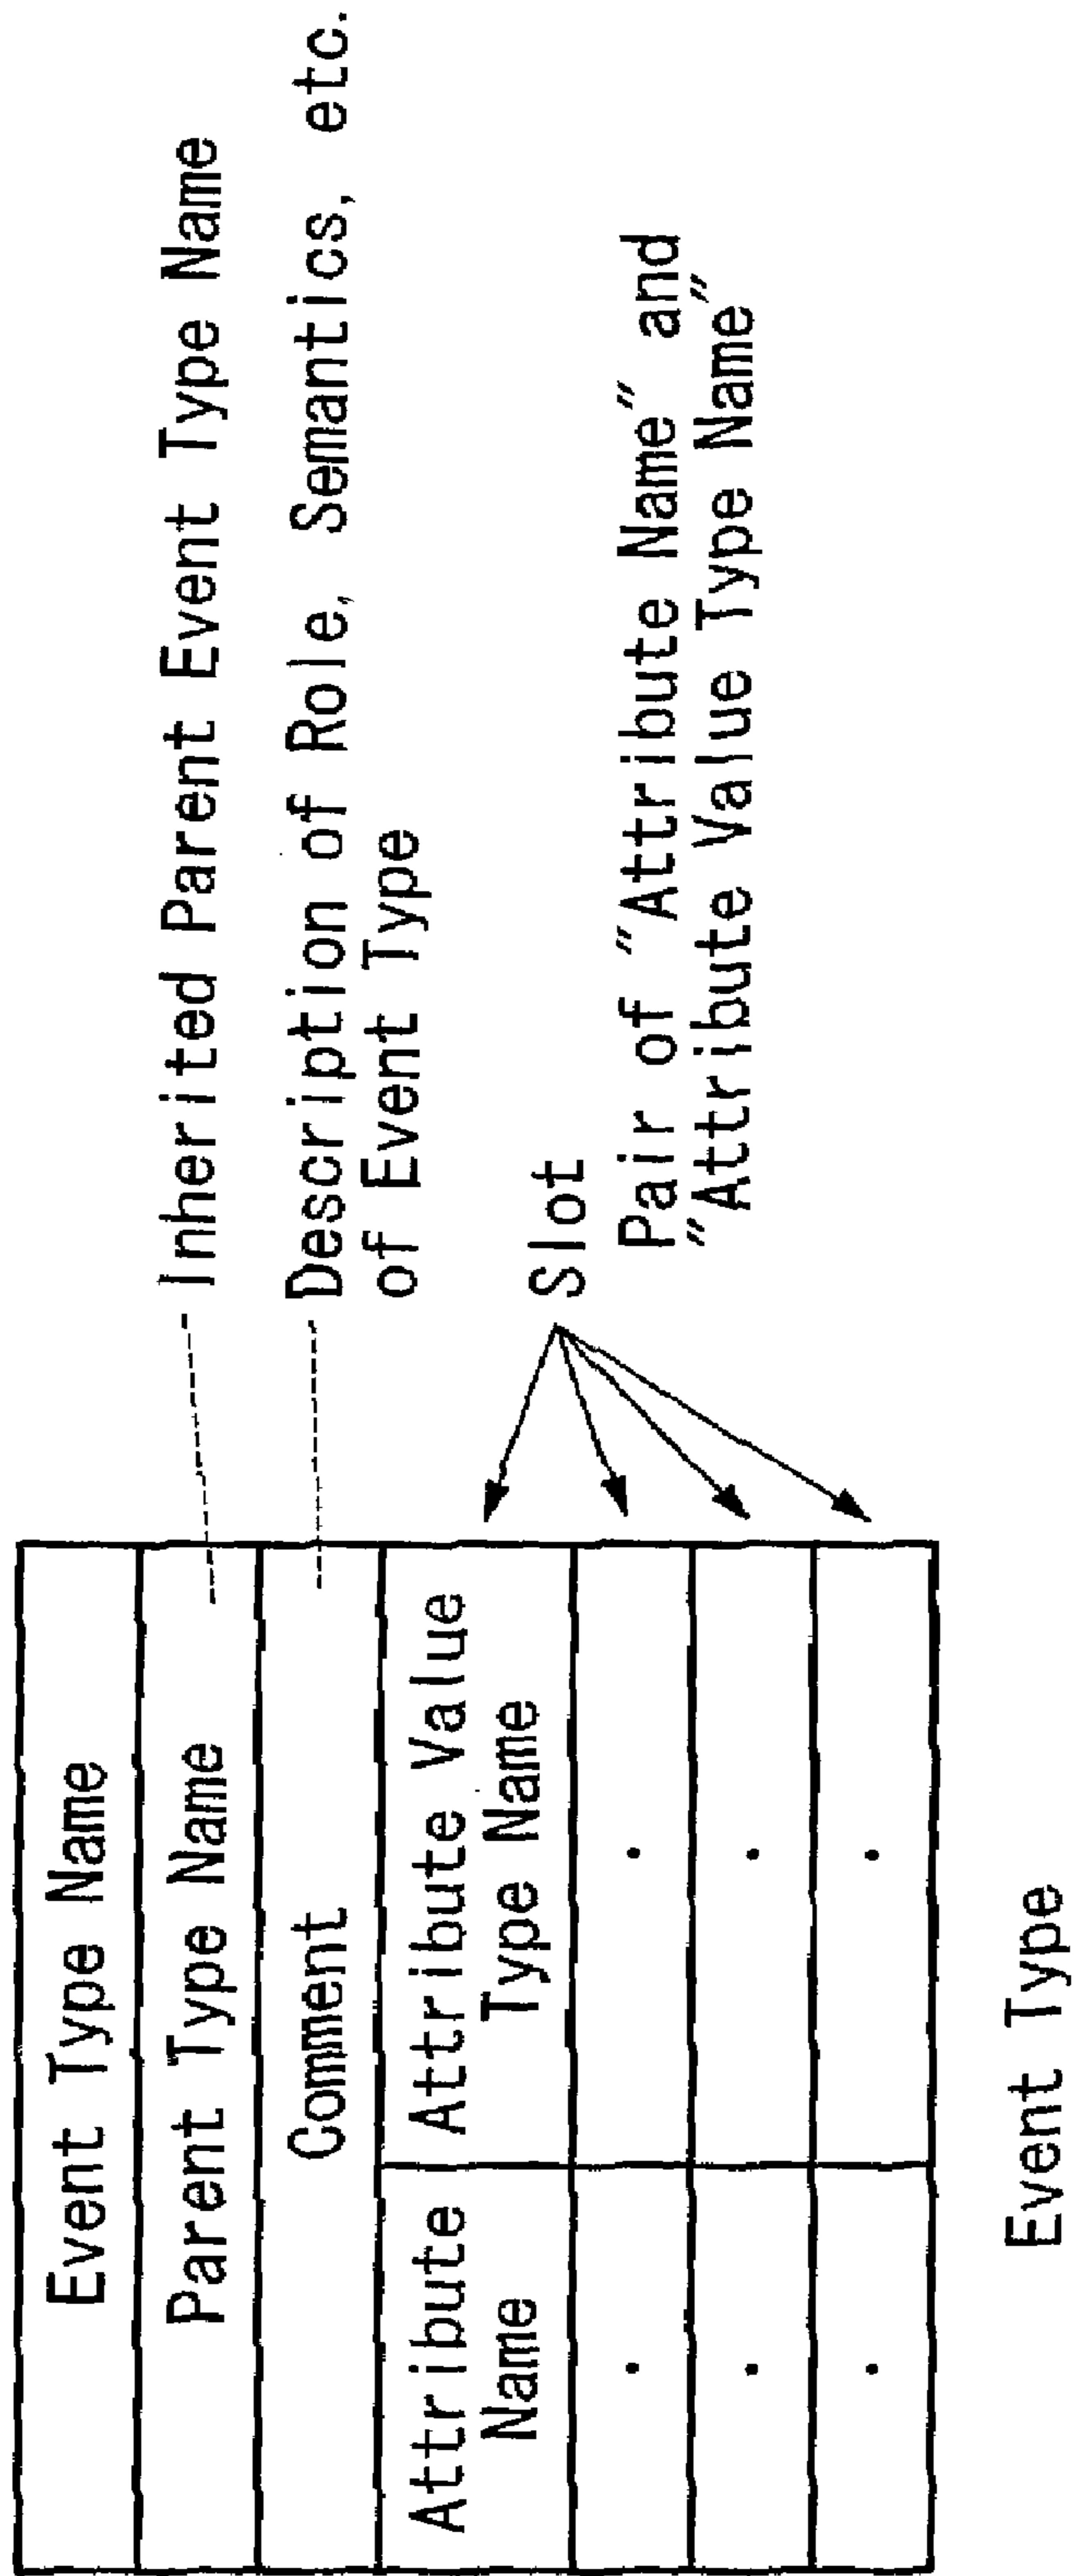 Event Type Name
Parent Type Name
Inherited Parent Event Type Name
Comment
Description of Role, Semantics, etc.
of Event Type
Attribute
Name
Attribute Value
Type Name
Slot
Pair of "Attribute Name" and
"Attribute Value Type Name"
Event Type